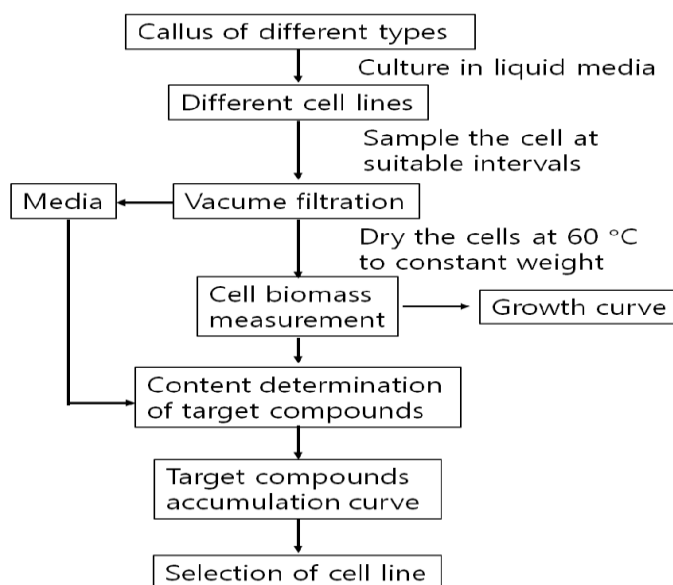 Callus of different types
Culture in liquid media
Different cell lines
Sample the cell at
suitable intervals
Media
Vacume filtration
Dry the cells at 60 °C
to constant weight
Cell biomass
measurement
Growth curve
Content determination
of target compounds
Target compounds
accumulation curve
Selection of cell line